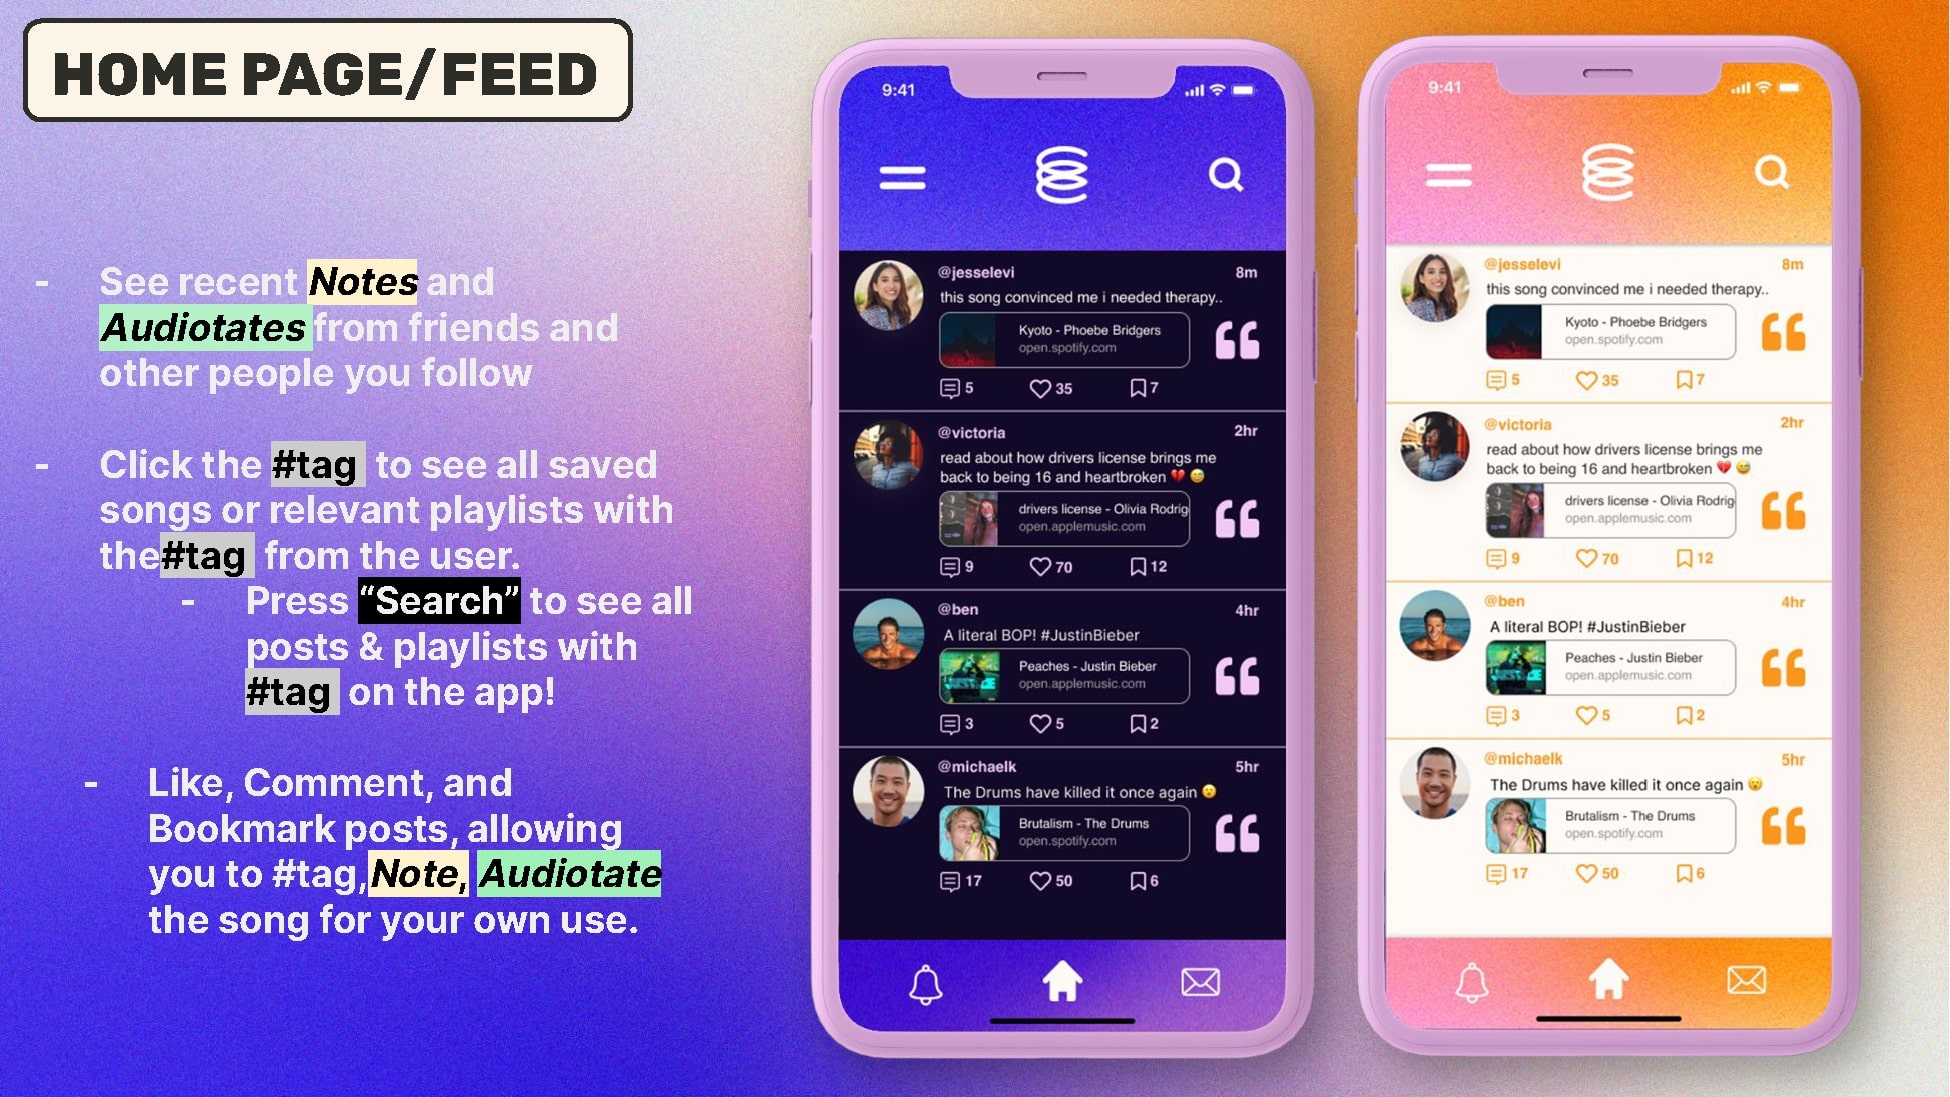 HOME PAGE/FEED
- See recent Notes and
Audiotates from friends and
other people you follow
- Click the #tag to see all saved
songs or relevant playlists with
the#tag from the user.
- Press “Search” to see all
posts & playlists with
#tag on the app!
- Like, Comment, and
Bookmark posts, allowing
you to #tag,Note, Audiotate
the song for your own use.
9:41
@jesselevi 8m
this song convinced me i needed therapy..
Kyoto - Phoebe Bridgers
open.spotify.com
5 35 7
@victoria 2hr
read about how drivers license brings me
back to being 16 and heartbroken 💔 😅
drivers license - Olivia Rodrig
open.applemusic.com
9 70 12
@ben 4hr
A literal BOP! #JustinBieber
Peaches - Justin Bieber
open.applemusic.com
3 5 2
@michaelk 5hr
The Drums have killed it once again 😮
Brutalism - The Drums
open.spotify.com
17 50 6
9:41
@jesselevi 8m
this song convinced me i needed therapy..
Kyoto - Phoebe Bridgers
open.spotify.com
5 35 7
@victoria 2hr
read about how drivers license brings me
back to being 16 and heartbroken 💔 😅
drivers license - Olivia Rodrig
open.applemusic.com
9 70 12
@ben 4hr
A literal BOP! #JustinBieber
Peaches - Justin Bieber
open.applemusic.com
3 5 2
@michaelk 5hr
The Drums have killed it once again 😮
Brutalism - The Drums
open.spotify.com
17 50 6